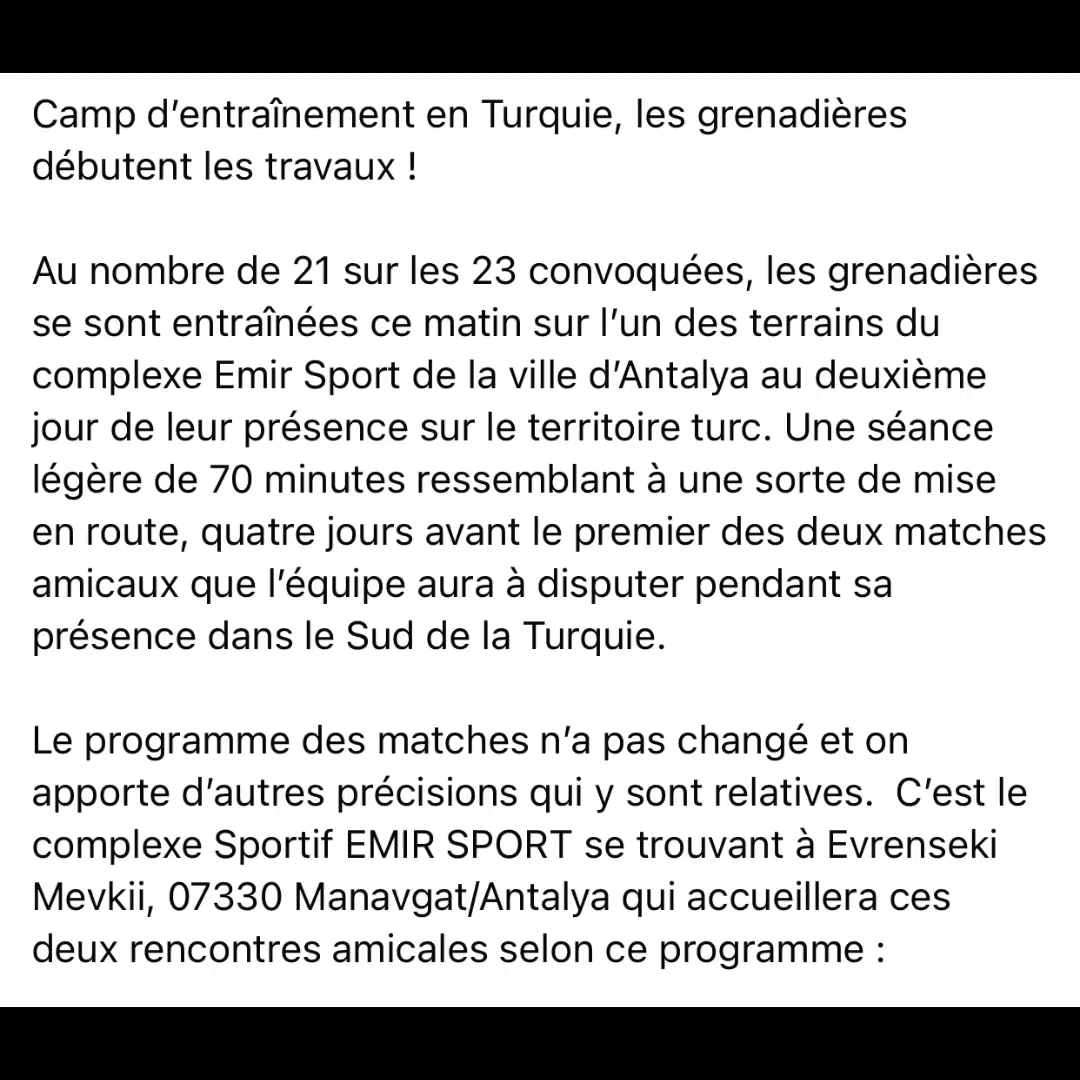 Camp d’entraînement en Turquie, les grenadières
débutent les travaux !
Au nombre de 21 sur les 23 convoquées, les grenadières
se sont entraînées ce matin sur l’un des terrains du
complexe Emir Sport de la ville d’Antalya au deuxième
jour de leur présence sur le territoire turc. Une séance
légère de 70 minutes ressemblant à une sorte de mise
en route, quatre jours avant le premier des deux matches
amicaux que l’équipe aura à disputer pendant sa
présence dans le Sud de la Turquie.
Le programme des matches n’a pas changé et on
apporte d’autres précisions qui y sont relatives.  C’est le
complexe Sportif EMIR SPORT se trouvant à Evrenseki
Mevkii, 07330 Manavgat/Antalya qui accueillera ces
deux rencontres amicales selon ce programme :